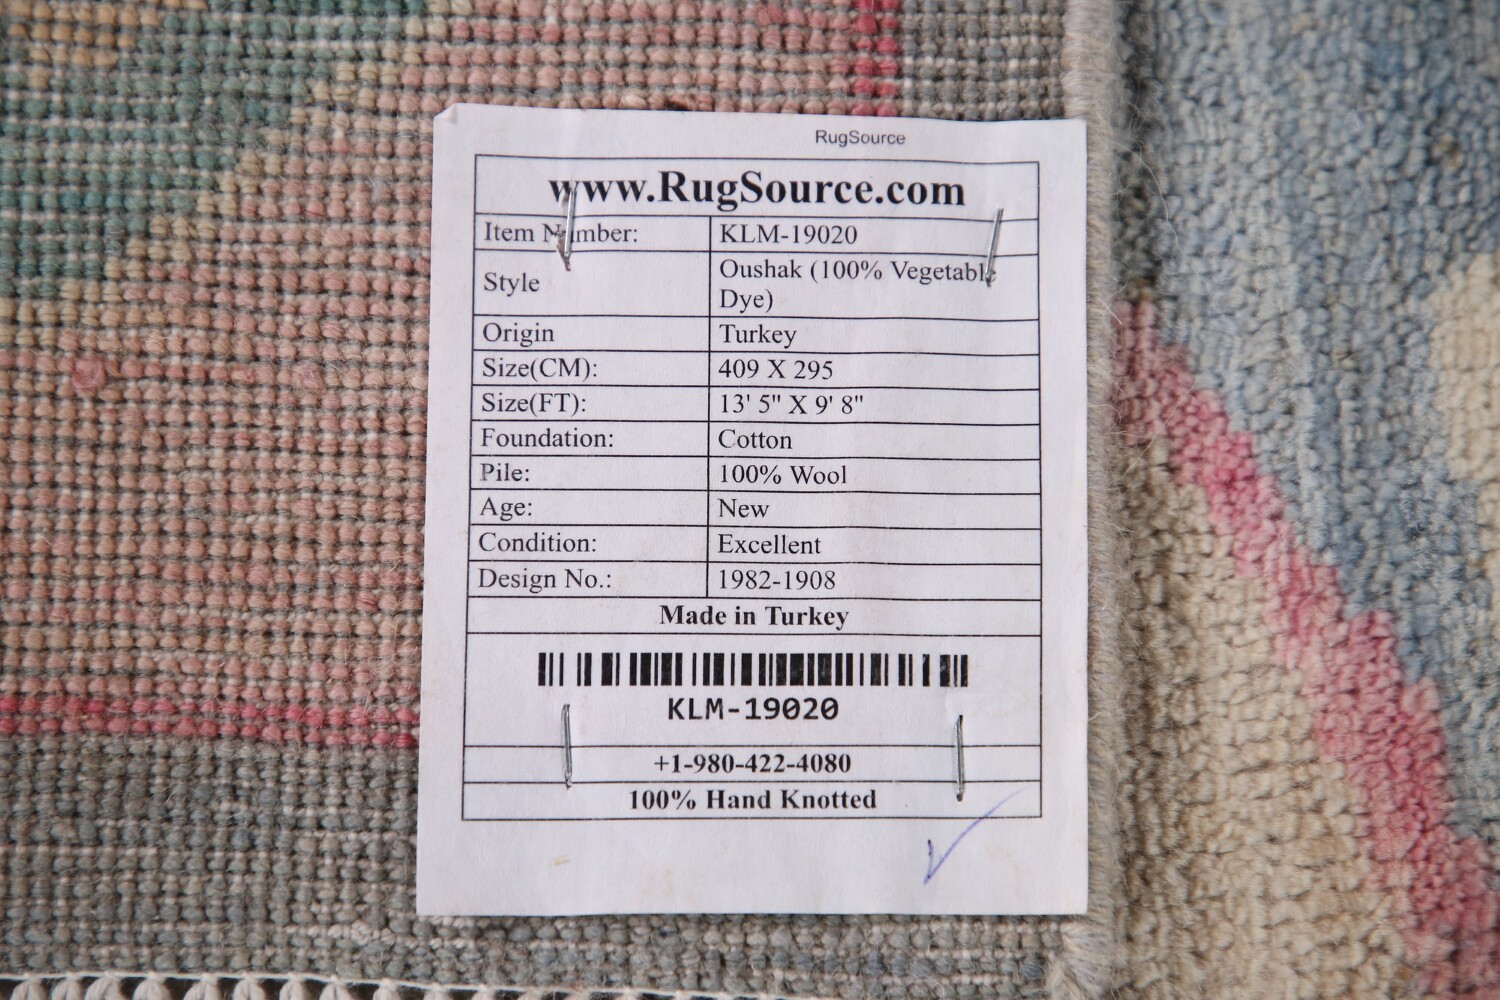 RugSource
www.RugSource.com
Item Number: KLM-19020
Style Oushak (100% Vegetable
Dye)
Origin Turkey
Size(CM): 409 X 295
Size(FT): 13' 5" X 9' 8"
Foundation: Cotton
Pile: 100% Wool
Age: New
Condition: Excellent
Design No.: 1982-1908
Made in Turkey
KLM-19020
+1-980-422-4080
100% Hand Knotted